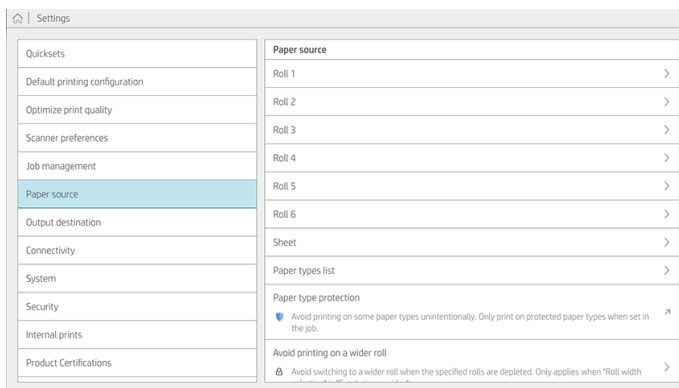 Settings
Quicksets
Default printing configuration
Optimize print quality
Scanner preferences
Job management
Paper source
Output destination
Connectivity
System
Security
Internal prints
Product Certifications
Paper source
Roll 1
Roll 2
Roll 3
Roll 4
Roll 5
Roll 6
Sheet
Paper types list
Paper type protection
Avoid printing on some paper types unintentionally. Only print on protected paper types when set in
the job.
Avoid printing on a wider roll
Avoid switching to a wider roll when the specified rolls are depleted. Only applies when "Roll width